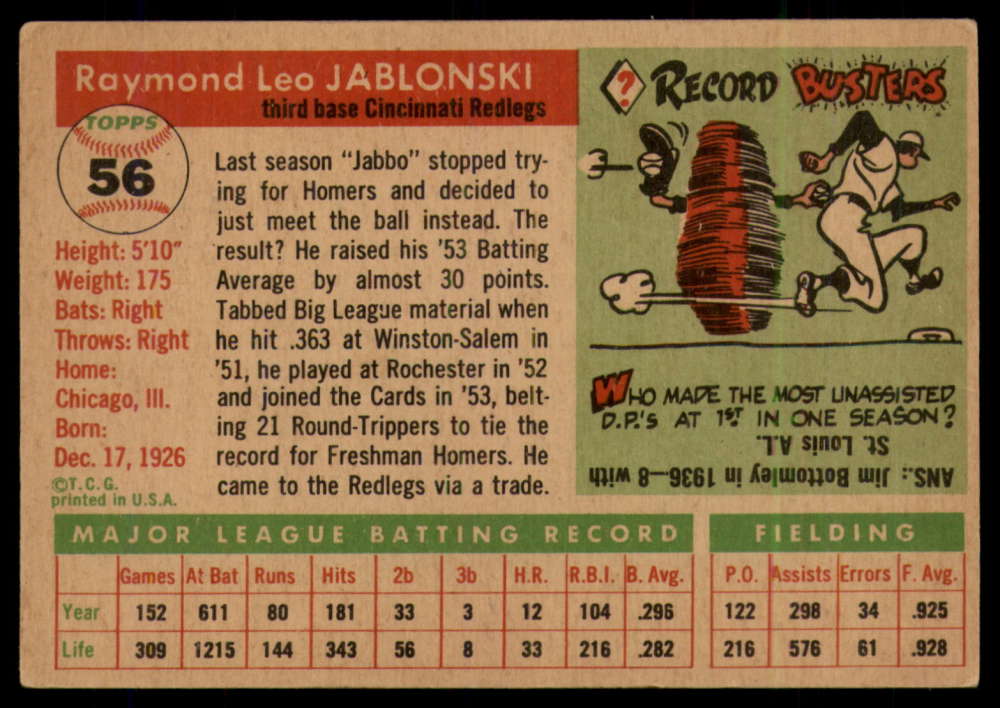 Raymond Leo JABLONSKI
third base Cincinnati Redlegs
TOPPS
56
Height: 5'10"
Weight: 175
Bats: Right
Throws: Right
Home:
Chicago, Ill.
Born:
Dec. 17, 1926
©T.C.G.
printed in U.S.A.
Last season "Jabbo" stopped try-
ing for Homers and decided to
just meet the ball instead. The
result? He raised his '53 Batting
Average by almost 30 points.
Tabbed Big League material when
he hit .363 at Winston-Salem in
'51, he played at Rochester in '52
and joined the Cards in '53, belt-
ing 21 Round-Trippers to tie the
record for Freshman Homers. He
came to the Redlegs via a trade.
? RECORD BUSTERS
WHO MADE THE MOST UNASSISTED
D.P.'S AT 1ST IN ONE SEASON?
ANS.: Jim Bottomley in 1936—8 with
St. Louis A.L.
MAJOR LEAGUE BATTING RECORD
Games At Bat Runs Hits 2b 3b H.R. R.B.I. B. Avg.
Year 152 611 80 181 33 3 12 104 .296
Life 309 1215 144 343 56 8 33 216 .282
FIELDING
P.O. Assists Errors F. Avg.
122 298 34 .925
216 576 61 .928